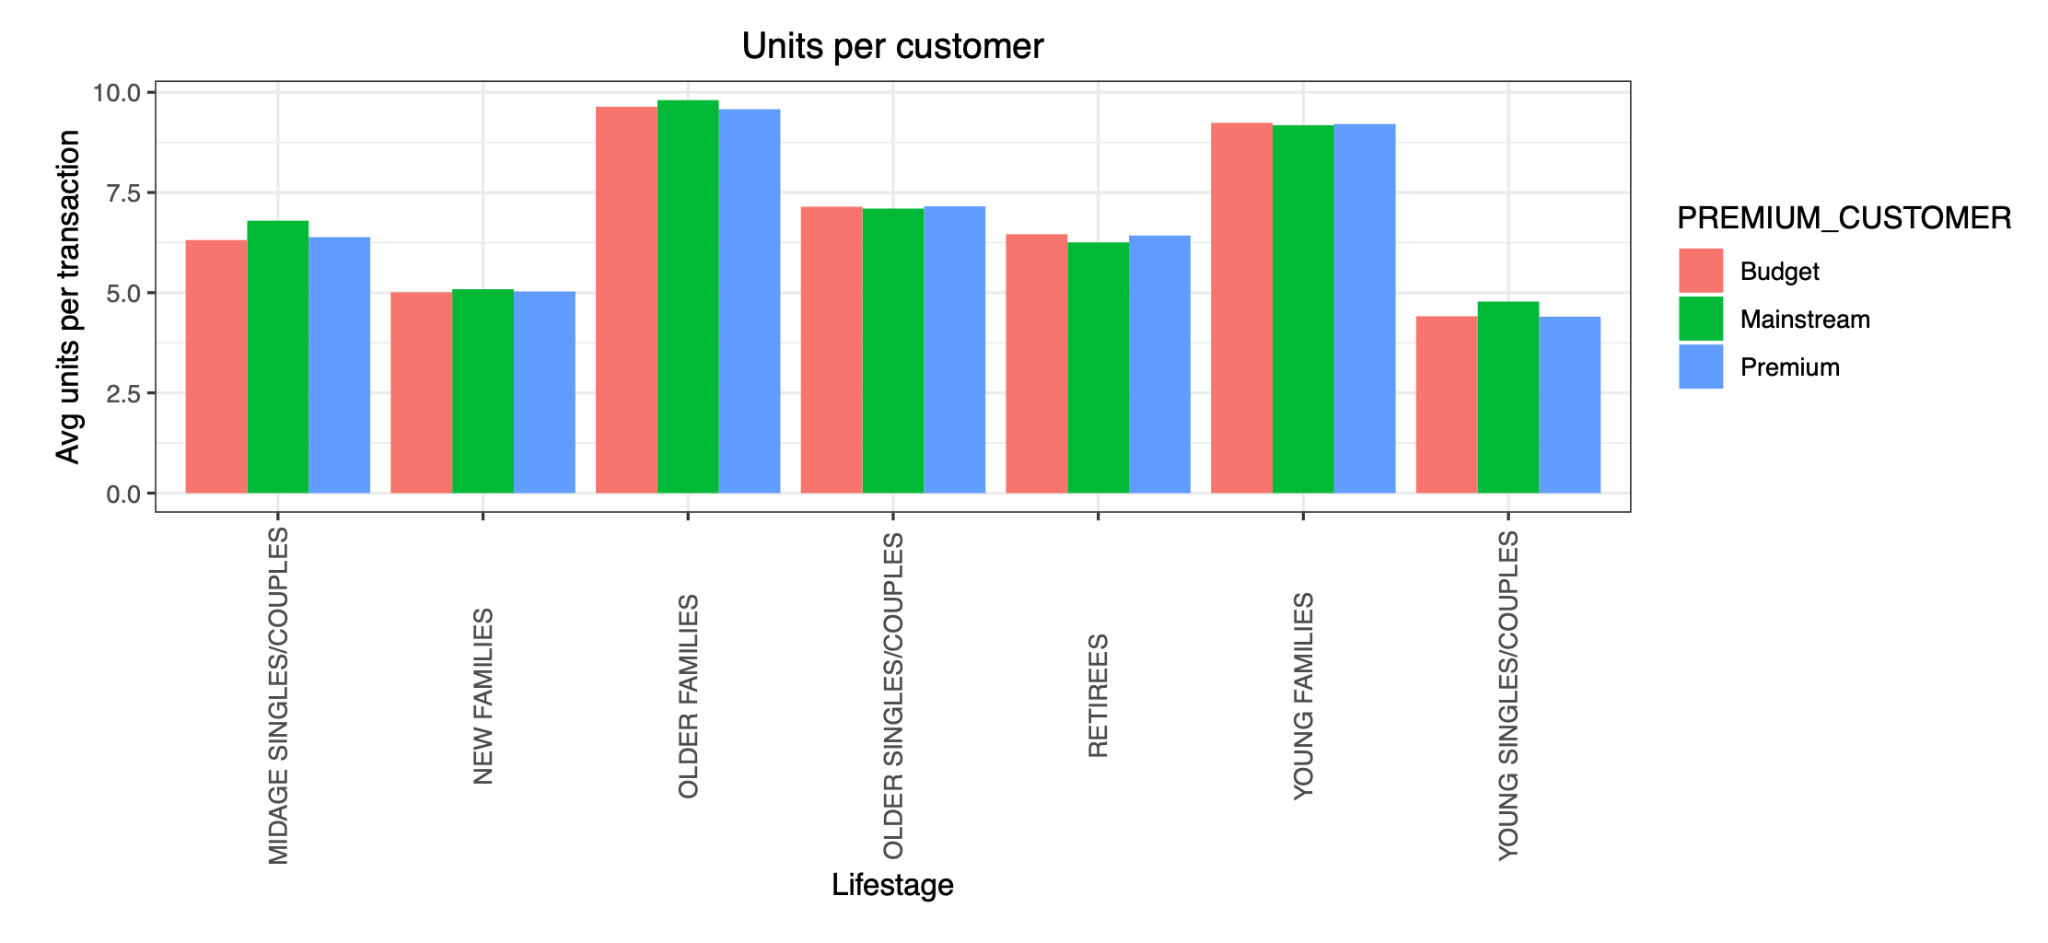 Units per customer
Avg units per transaction
10.0
7.5
5.0
2.5
0.0
MIDAGE SINGLES/COUPLES
NEW FAMILIES
OLDER FAMILIES
OLDER SINGLES/COUPLES
RETIREES
YOUNG FAMILIES
YOUNG SINGLES/COUPLES
Lifestage
PREMIUM_CUSTOMER
Budget
Mainstream
Premium